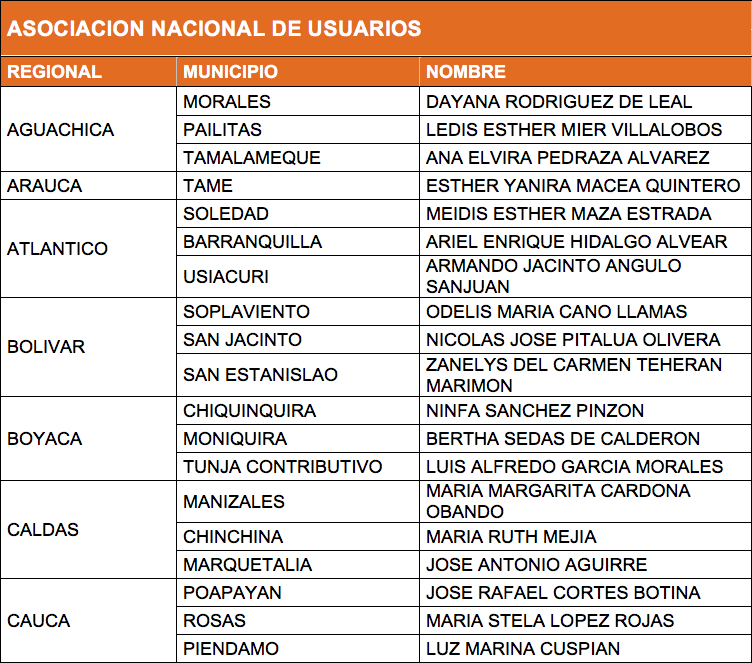 ASOCIACION NACIONAL DE USUARIOS
REGIONAL MUNICIPIO NOMBRE
AGUACHICA
MORALES DAYANA RODRIGUEZ DE LEAL
PAILITAS LEDIS ESTHER MIER VILLALOBOS
TAMALAMEQUE ANA ELVIRA PEDRAZA ALVAREZ
ARAUCA TAME ESTHER YANIRA MACEA QUINTERO
ATLANTICO
SOLEDAD MEIDIS ESTHER MAZA ESTRADA
BARRANQUILLA ARIEL ENRIQUE HIDALGO ALVEAR
USIACURI ARMANDO JACINTO ANGULO
SANJUAN
BOLIVAR
SOPLAVIENTO ODELIS MARIA CANO LLAMAS
SAN JACINTO NICOLAS JOSE PITALUA OLIVERA
SAN ESTANISLAO ZANELYS DEL CARMEN TEHERAN
MARIMON
BOYACA
CHIQUINQUIRA NINFA SANCHEZ PINZON
MONIQUIRA BERTHA SEDAS DE CALDERON
TUNJA CONTRIBUTIVO LUIS ALFREDO GARCIA MORALES
CALDAS
MANIZALES MARIA MARGARITA CARDONA
OBANDO
CHINCHINA MARIA RUTH MEJIA
MARQUETALIA JOSE ANTONIO AGUIRRE
CAUCA
POAPAYAN JOSE RAFAEL CORTES BOTINA
ROSAS MARIA STELA LOPEZ ROJAS
PIENDAMO LUZ MARINA CUSPIAN